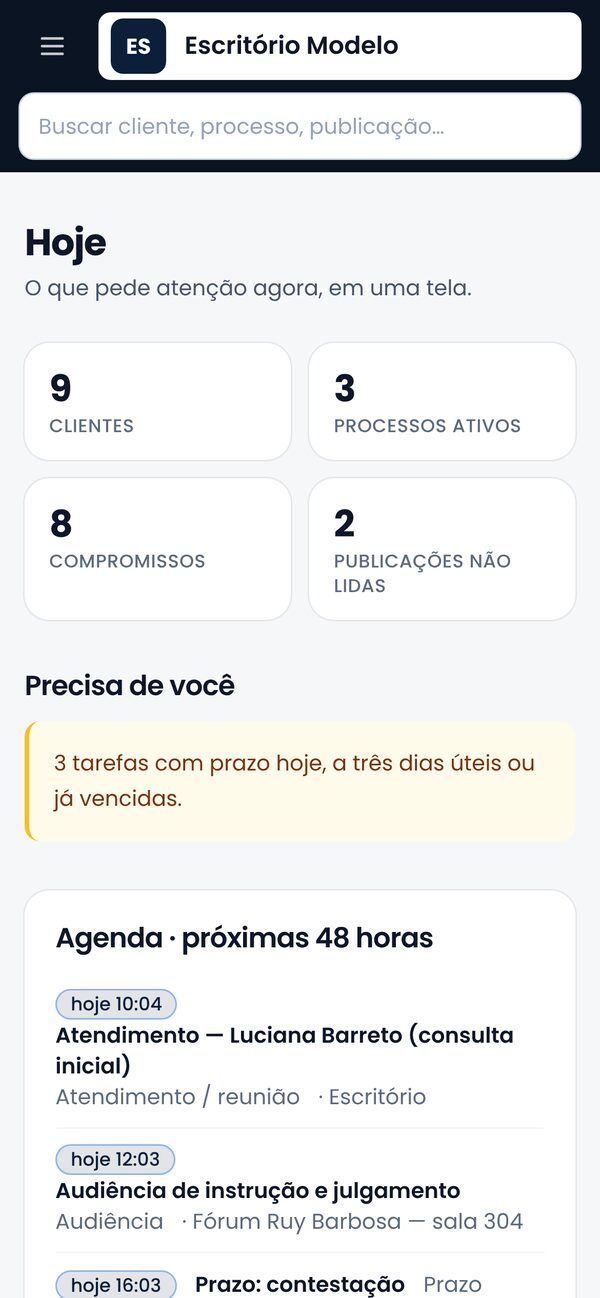 ES
Escritório Modelo
Buscar cliente, processo, publicação...
Hoje
O que pede atenção agora, em uma tela.
9
CLIENTES
3
PROCESSOS ATIVOS
8
COMPROMISSOS
2
PUBLICAÇÕES NÃO
LIDAS
Precisa de você
3 tarefas com prazo hoje, a três dias úteis ou
já vencidas.
Agenda · próximas 48 horas
hoje 10:04
Atendimento — Luciana Barreto (consulta
inicial)
Atendimento / reunião · Escritório
hoje 12:03
Audiência de instrução e julgamento
Audiência · Fórum Ruy Barbosa — sala 304
hoje 16:03 Prazo: contestação Prazo